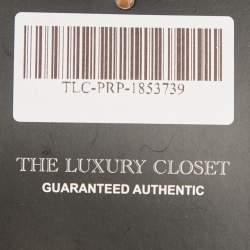 TLC-PRP-1853739
THE LUXURY CLOSET
GUARANTEED AUTHENTIC